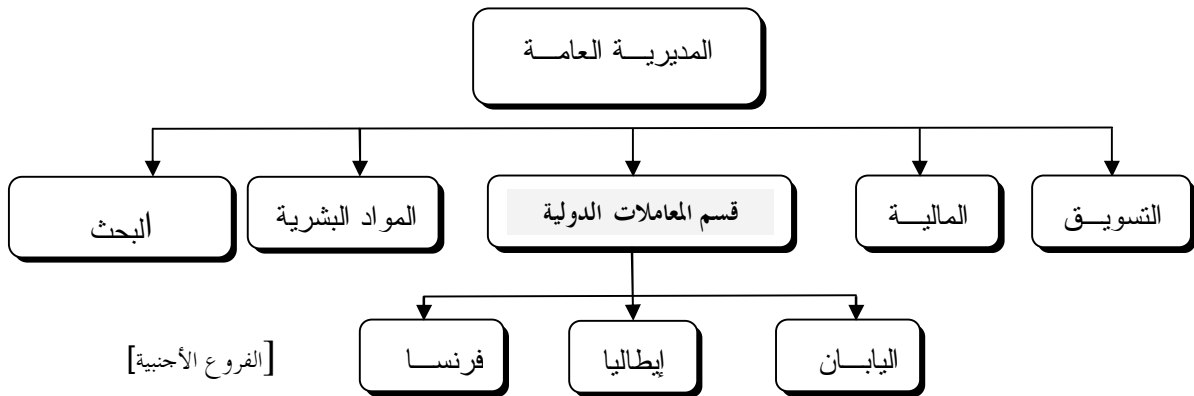 المديريـــة العامـــة
التسويـــق
الماليـــة
قسم المعاملات الدولية
المواد البشرية
البحث
اليابـــان
إيطاليا
فرنســـا
[الفروع الأجنبية]